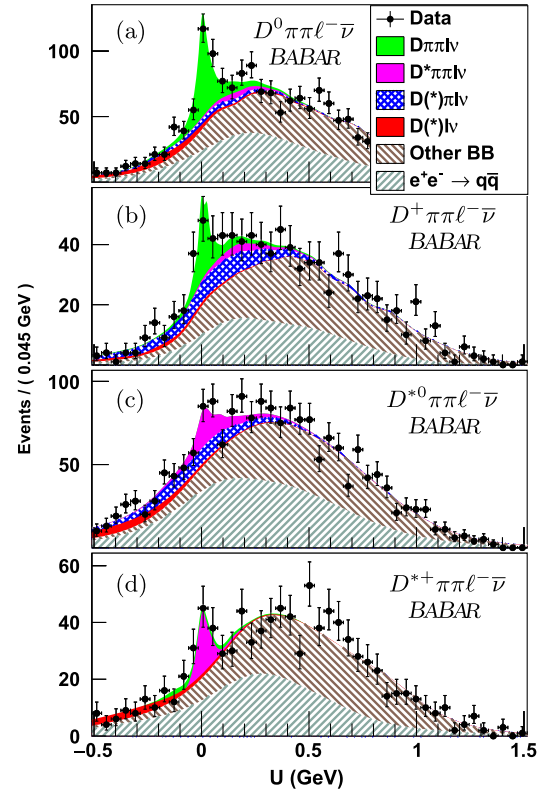 (a) D⁰ππℓ⁻ν̅
BABAR
Data
Dππlν
D*ππlν
D(*)πlν
D(*)lν
Other BB
e⁺e⁻ → qq̅
100
50
(b) D⁺ππℓ⁻ν̅
BABAR
40
20
(c) D*⁰ππℓ⁻ν̅
BABAR
100
50
(d) D*⁺ππℓ⁻ν̅
BABAR
60
40
20
0
Events/ ( 0.045 GeV )
−0.5 0 0.5 1 1.5
U (GeV)